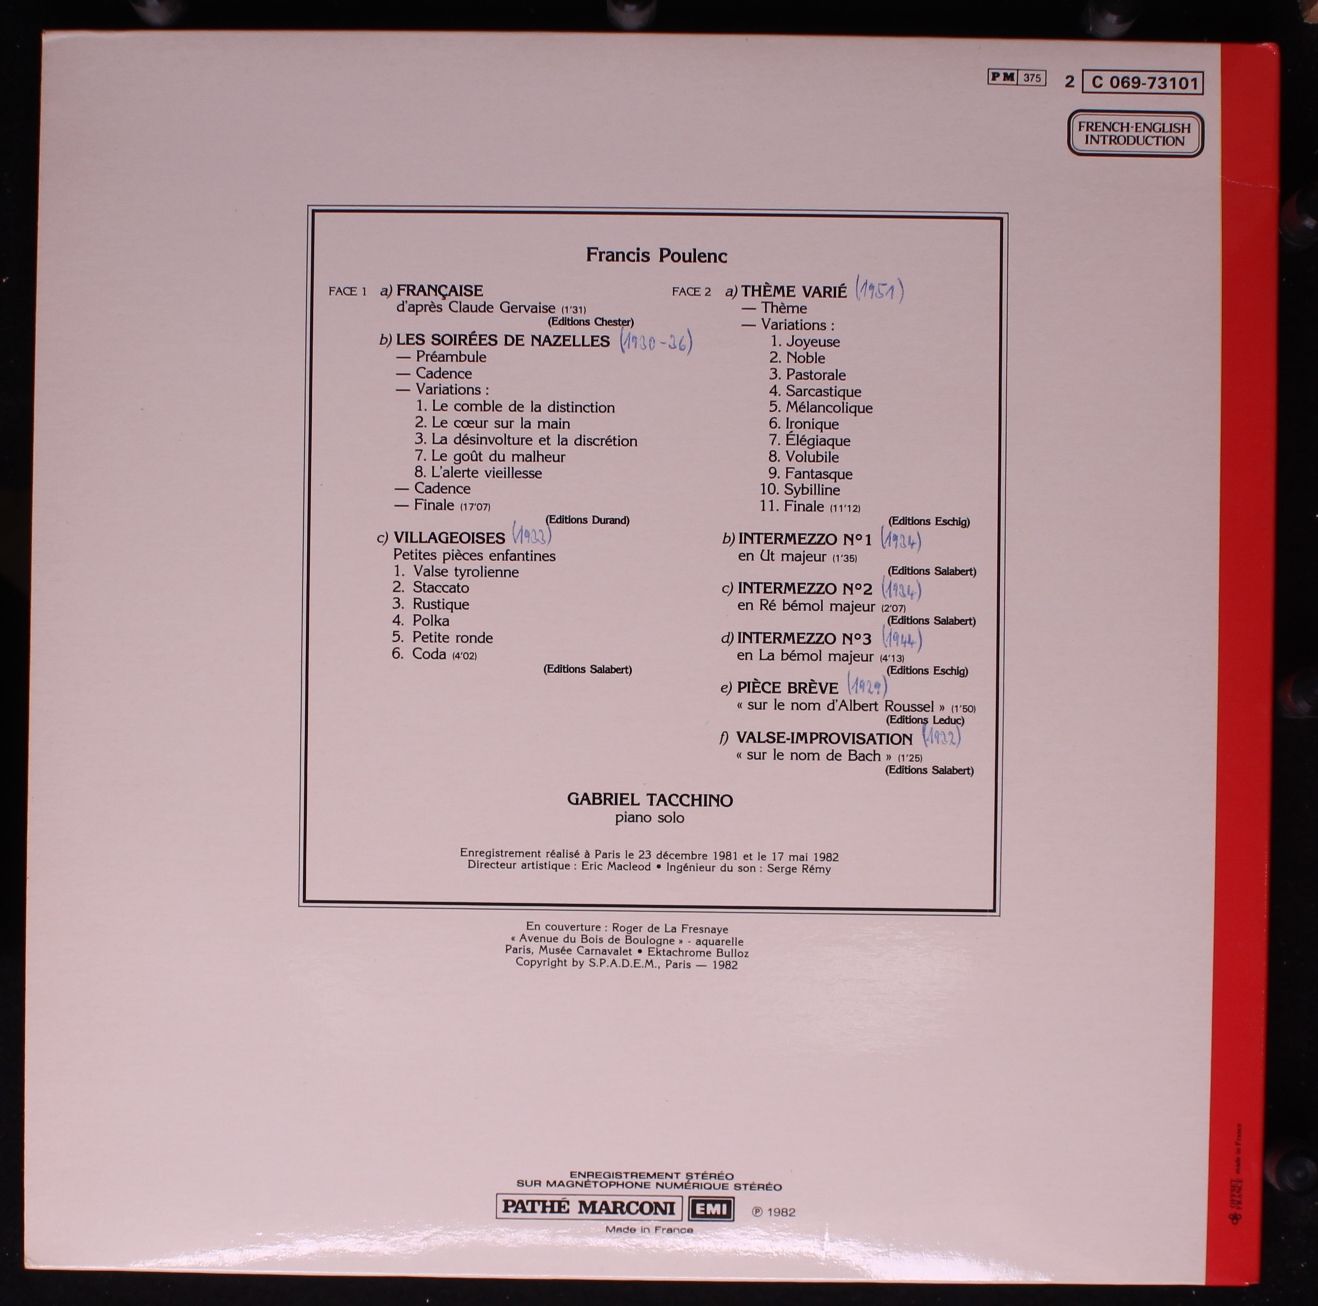 PM 375 2 C 069-73101
FRENCH-ENGLISH
INTRODUCTION
Francis Poulenc
FACE 1 a) FRANÇAISE
d'après Claude Gervaise (1'31)
(Editions Chester)
b) LES SOIRÉES DE NAZELLES (1930-36)
— Préambule
— Cadence
— Variations :
1. Le comble de la distinction
2. Le cœur sur la main
3. La désinvolture et la discrétion
7. Le goût du malheur
8. L'alerte vieillesse
— Cadence
— Finale (17'07)
(Editions Durand)
c) VILLAGEOISES (1933)
Petites pièces enfantines
1. Valse tyrolienne
2. Staccato
3. Rustique
4. Polka
5. Petite ronde
6. Coda (4'02)
(Editions Salabert)
FACE 2 a) THÈME VARIÉ (1951)
— Thème
— Variations :
1. Joyeuse
2. Noble
3. Pastorale
4. Sarcastique
5. Mélancolique
6. Ironique
7. Élégiaque
8. Volubile
9. Fantasque
10. Sybilline
11. Finale (11'12)
(Editions Eschig)
b) INTERMEZZO Nº1 (1934)
en Ut majeur (1'35)
(Editions Salabert)
c) INTERMEZZO Nº2 (1934)
en Ré bémol majeur (2'07)
(Editions Salabert)
d) INTERMEZZO Nº3 (1944)
en La bémol majeur (4'13)
(Editions Eschig)
e) PIÈCE BRÈVE (1929)
« sur le nom d'Albert Roussel » (1'50)
(Editions Leduc)
f) VALSE-IMPROVISATION (1932)
« sur le nom de Bach » (1'25)
(Editions Salabert)
GABRIEL TACCHINO
piano solo
Enregistrement réalisé à Paris le 23 décembre 1981 et le 17 mai 1982
Directeur artistique : Eric Macleod • Ingénieur du son : Serge Rémy
En couverture : Roger de La Fresnaye
« Avenue du Bois de Boulogne » - aquarelle
Paris, Musée Carnavalet • Ektachrome Bulloz
Copyright by S.P.A.D.E.M., Paris — 1982
ENREGISTREMENT STÉRÉO
SUR MAGNÉTOPHONE NUMÉRIQUE STÉRÉO
PATHÉ MARCONI EMI ℗ 1982
Made in France
made in France